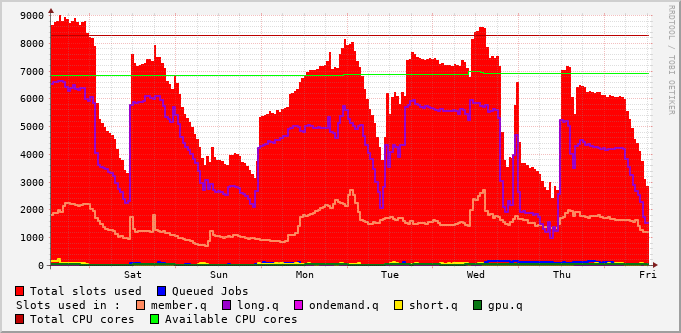 9000
8000
7000
6000
5000
4000
3000
2000
1000
0
Sat Sun Mon Tue Wed Thu Fri
RRDTOOL / TOBI OETIKER
Total slots used Queued Jobs
Slots used in : member.q long.q ondemand.q short.q gpu.q
Total CPU cores Available CPU cores